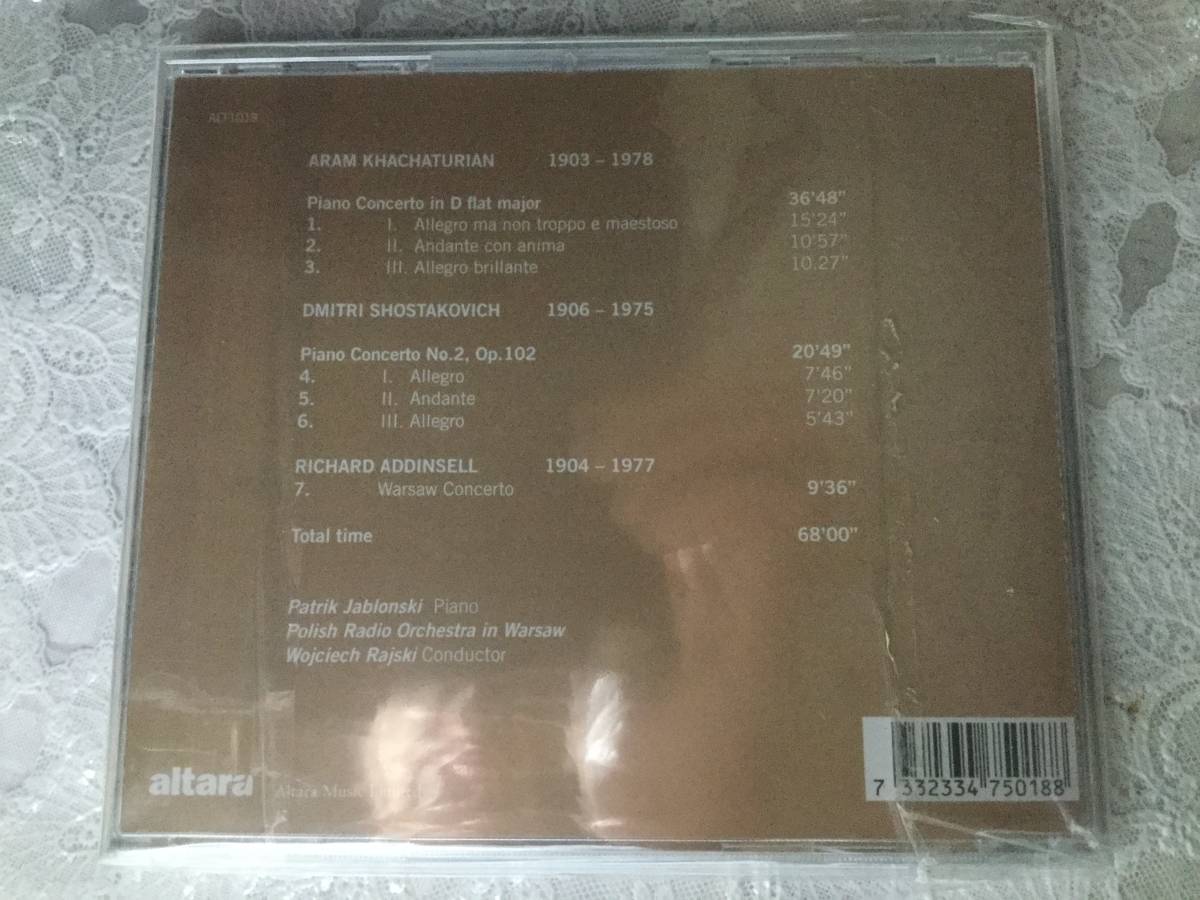 ALT1018
ARAM KHACHATURIAN 1903 – 1978
Piano Concerto in D flat major 36'48"
1. I. Allegro ma non troppo e maestoso 15'24"
2. II. Andante con anima 10'57"
3. III. Allegro brillante 10.27"
DMITRI SHOSTAKOVICH 1906 – 1975
Piano Concerto No.2, Op.102 20'49"
4. I. Allegro 7'46"
5. II. Andante 7'20"
6. III. Allegro 5'43"
RICHARD ADDINSELL 1904 – 1977
7. Warsaw Concerto 9'36"
Total time 68'00"
Patrik Jablonski Piano
Polish Radio Orchestra in Warsaw
Wojciech Rajski Conductor
altara Altara Music Limited
7 332334 750188